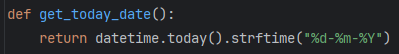 def get_today_date():
    return datetime.today().strftime("%d-%m-%Y")